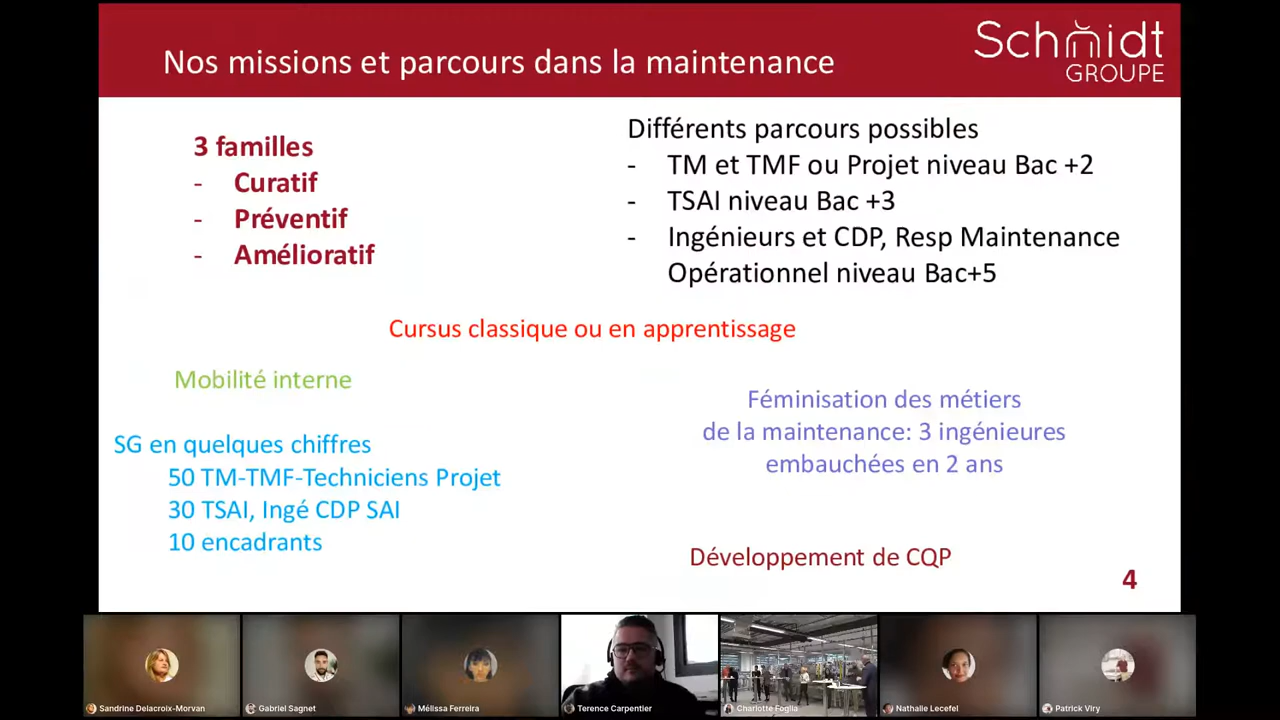 Nos missions et parcours dans la maintenance
Schmidt
GROUPE
3 familles
- Curatif
- Préventif
- Amélioratif
Différents parcours possibles
- TM et TMF ou Projet niveau Bac +2
- TSAI niveau Bac +3
- Ingénieurs et CDP, Resp Maintenance
Opérationnel niveau Bac+5
Cursus classique ou en apprentissage
Mobilité interne
Féminisation des métiers
de la maintenance: 3 ingénieures
embauchées en 2 ans
SG en quelques chiffres
50 TM-TMF-Techniciens Projet
30 TSAI, Ingé CDP SAI
10 encadrants
Développement de CQP
4
Sandrine Delacroix-Morvan
Gabriel Sagnet
Mélissa Ferreira
Terence Carpentier
Charlotte Foglia
Nathalie Lecefel
Patrick Viry